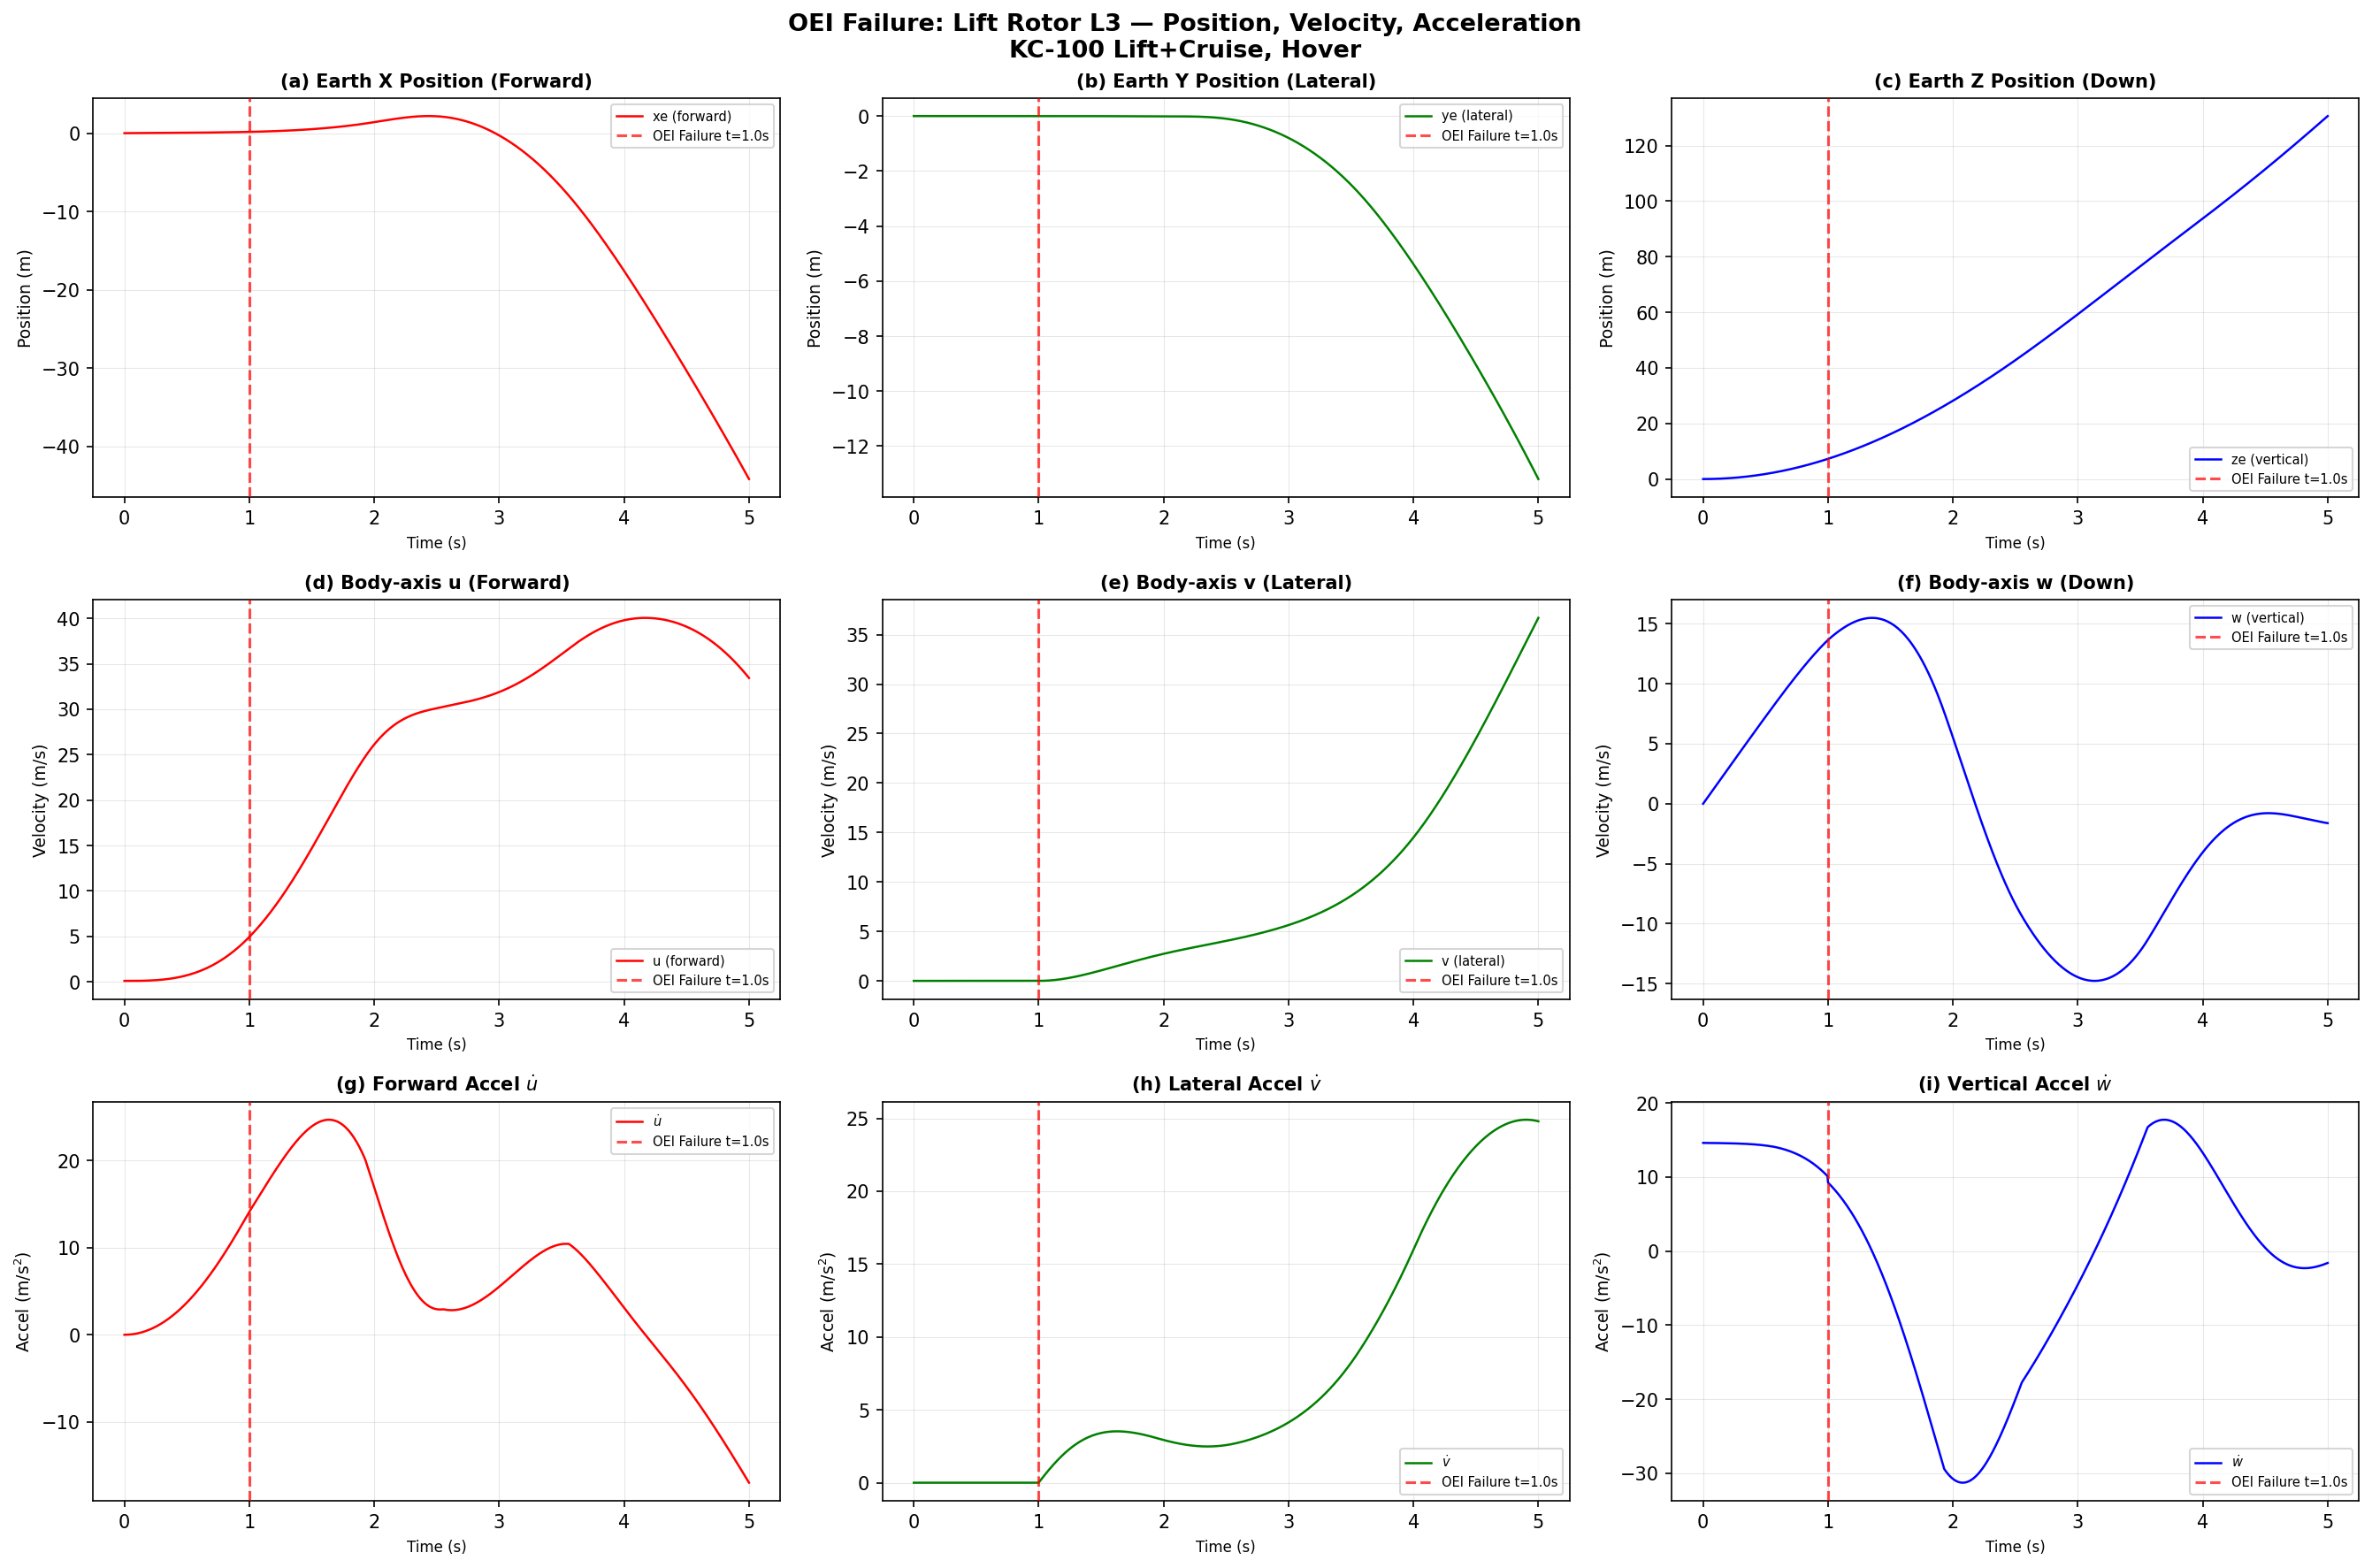 OEI Failure: Lift Rotor L3 — Position, Velocity, Acceleration
KC-100 Lift+Cruise, Hover
(a) Earth X Position (Forward)
Position (m)
0
−10
−20
−30
−40
xe (forward)
OEI Failure t=1.0s
0 1 2 3 4 5
Time (s)
(b) Earth Y Position (Lateral)
Position (m)
0
−2
−4
−6
−8
−10
−12
ye (lateral)
OEI Failure t=1.0s
0 1 2 3 4 5
Time (s)
(c) Earth Z Position (Down)
Position (m)
120
100
80
60
40
20
0
ze (vertical)
OEI Failure t=1.0s
0 1 2 3 4 5
Time (s)
(d) Body-axis u (Forward)
Velocity (m/s)
40
35
30
25
20
15
10
5
0
u (forward)
OEI Failure t=1.0s
0 1 2 3 4 5
Time (s)
(e) Body-axis v (Lateral)
Velocity (m/s)
35
30
25
20
15
10
5
0
v (lateral)
OEI Failure t=1.0s
0 1 2 3 4 5
Time (s)
(f) Body-axis w (Down)
Velocity (m/s)
15
10
5
0
−5
−10
−15
w (vertical)
OEI Failure t=1.0s
0 1 2 3 4 5
Time (s)
(g) Forward Accel u̇
Accel (m/s²)
20
10
0
−10
u̇
OEI Failure t=1.0s
0 1 2 3 4 5
Time (s)
(h) Lateral Accel v̇
Accel (m/s²)
25
20
15
10
5
0
v̇
OEI Failure t=1.0s
0 1 2 3 4 5
Time (s)
(i) Vertical Accel ẇ
Accel (m/s²)
20
10
0
−10
−20
−30
ẇ
OEI Failure t=1.0s
0 1 2 3 4 5
Time (s)